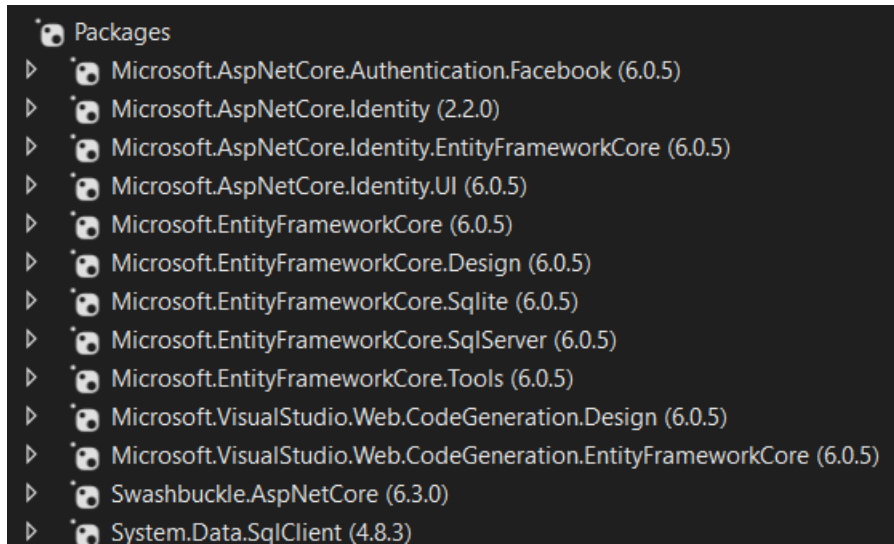 Packages
Microsoft.AspNetCore.Authentication.Facebook (6.0.5)
Microsoft.AspNetCore.Identity (2.2.0)
Microsoft.AspNetCore.Identity.EntityFrameworkCore (6.0.5)
Microsoft.AspNetCore.Identity.UI (6.0.5)
Microsoft.EntityFrameworkCore (6.0.5)
Microsoft.EntityFrameworkCore.Design (6.0.5)
Microsoft.EntityFrameworkCore.Sqlite (6.0.5)
Microsoft.EntityFrameworkCore.SqlServer (6.0.5)
Microsoft.EntityFrameworkCore.Tools (6.0.5)
Microsoft.VisualStudio.Web.CodeGeneration.Design (6.0.5)
Microsoft.VisualStudio.Web.CodeGeneration.EntityFrameworkCore (6.0.5)
Swashbuckle.AspNetCore (6.3.0)
System.Data.SqlClient (4.8.3)